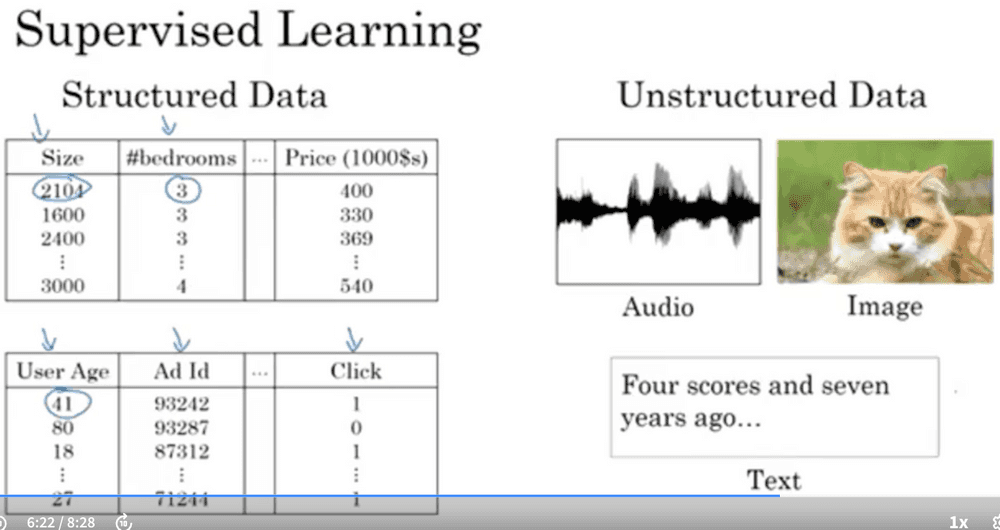 Supervised Learning
Structured Data
Size #bedrooms ... Price (1000$s)
2104 3 400
1600 3 330
2400 3 369
⋮ ⋮ ⋮
3000 4 540
User Age Ad Id ... Click
41 93242 1
80 93287 0
18 87312 1
⋮ ⋮ ⋮
27 71244 1
Unstructured Data
Audio
Image
Four scores and seven
years ago...
Text
6:22 / 8:28
1x